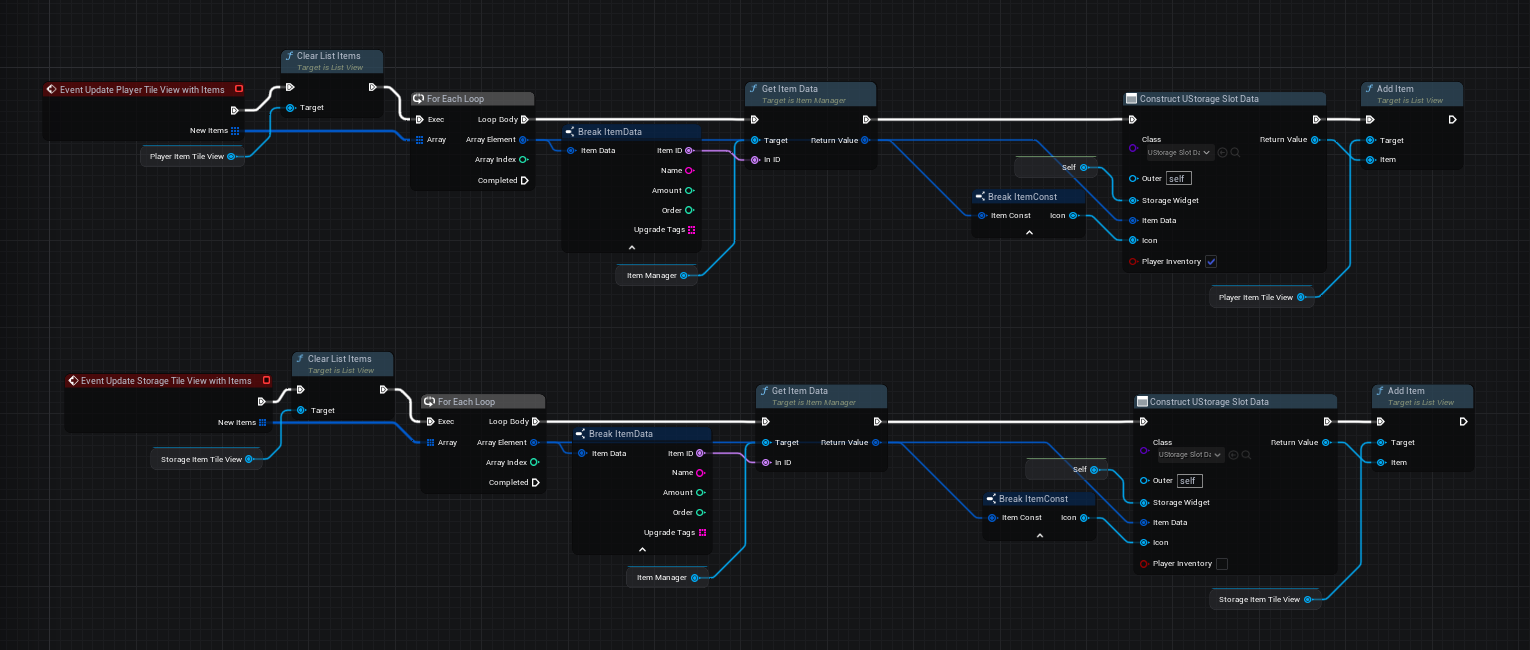 Clear List Items
Target is List View
Event Update Player Tile View with Items
Target
New Items
Player Item Tile View
For Each Loop
Exec
Loop Body
Array
Array Element
Array Index
Completed
Break ItemData
Item Data
Item ID
Name
Amount
Order
Upgrade Tags
Item Manager
Get Item Data
Target is Item Manager
Target
Return Value
In ID
Self
Break ItemConst
Item Const
Icon
Construct UStorage Slot Data
Class
Return Value
UStorage Slot Da
Outer
self
Storage Widget
Item Data
Icon
Player Inventory
Player Item Tile View
Add Item
Target is List View
Target
Item
Clear List Items
Target is List View
Event Update Storage Tile View with Items
Target
New Items
Storage Item Tile View
For Each Loop
Exec
Loop Body
Array
Array Element
Array Index
Completed
Break ItemData
Item Data
Item ID
Name
Amount
Order
Upgrade Tags
Item Manager
Get Item Data
Target is Item Manager
Target
Return Value
In ID
Self
Break ItemConst
Item Const
Icon
Construct UStorage Slot Data
Class
Return Value
UStorage Slot Da
Outer
self
Storage Widget
Item Data
Icon
Player Inventory
Storage Item Tile View
Add Item
Target is List View
Target
Item